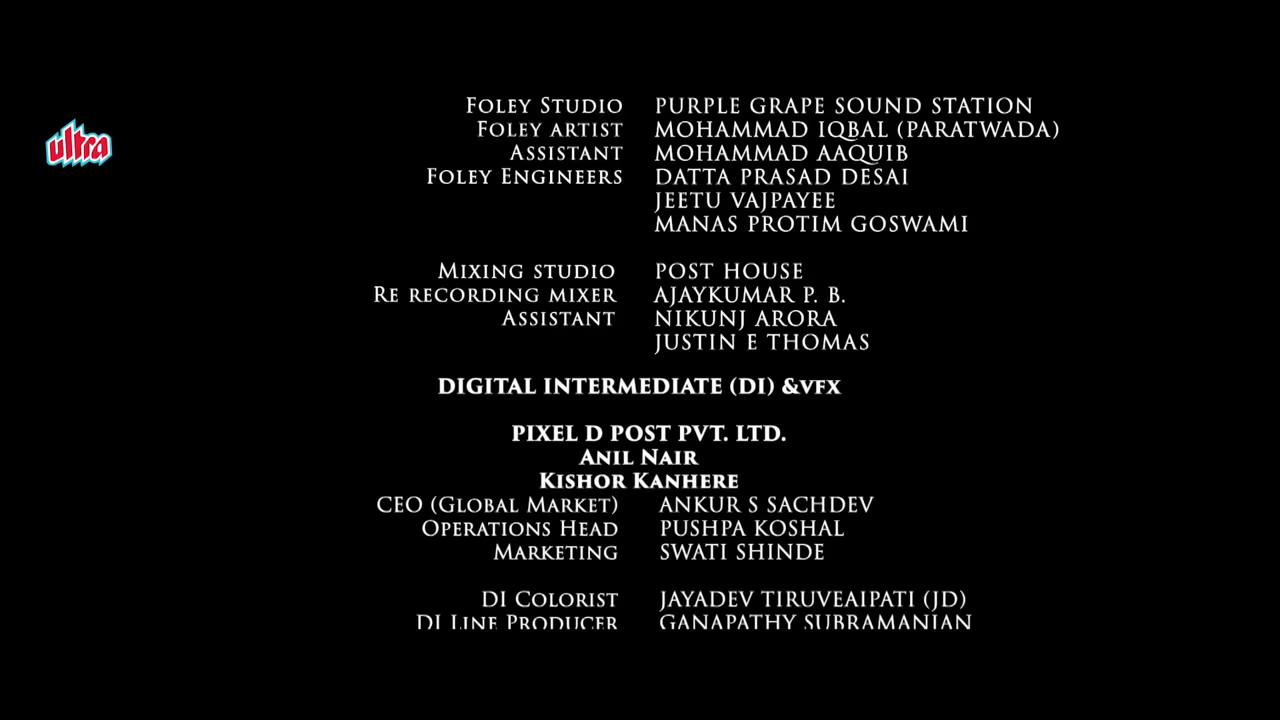 ultra
Foley Studio PURPLE GRAPE SOUND STATION
Foley artist MOHAMMAD IQBAL (PARATWADA)
Assistant MOHAMMAD AAQUIB
Foley Engineers DATTA PRASAD DESAI
JEETU VAJPAYEE
MANAS PROTIM GOSWAMI
Mixing studio POST HOUSE
Re recording mixer AJAYKUMAR P. B.
Assistant NIKUNJ ARORA
JUSTIN E THOMAS
DIGITAL INTERMEDIATE (DI) &VFX
PIXEL D POST PVT. LTD.
Anil Nair
Kishor Kanhere
CEO (Global Market) ANKUR S SACHDEV
Operations Head PUSHPA KOSHAL
Marketing SWATI SHINDE
DI Colorist JAYADEV TIRUVEAIPATI (JD)
DI Line Producer GANAPATHY SUBRAMANIAN